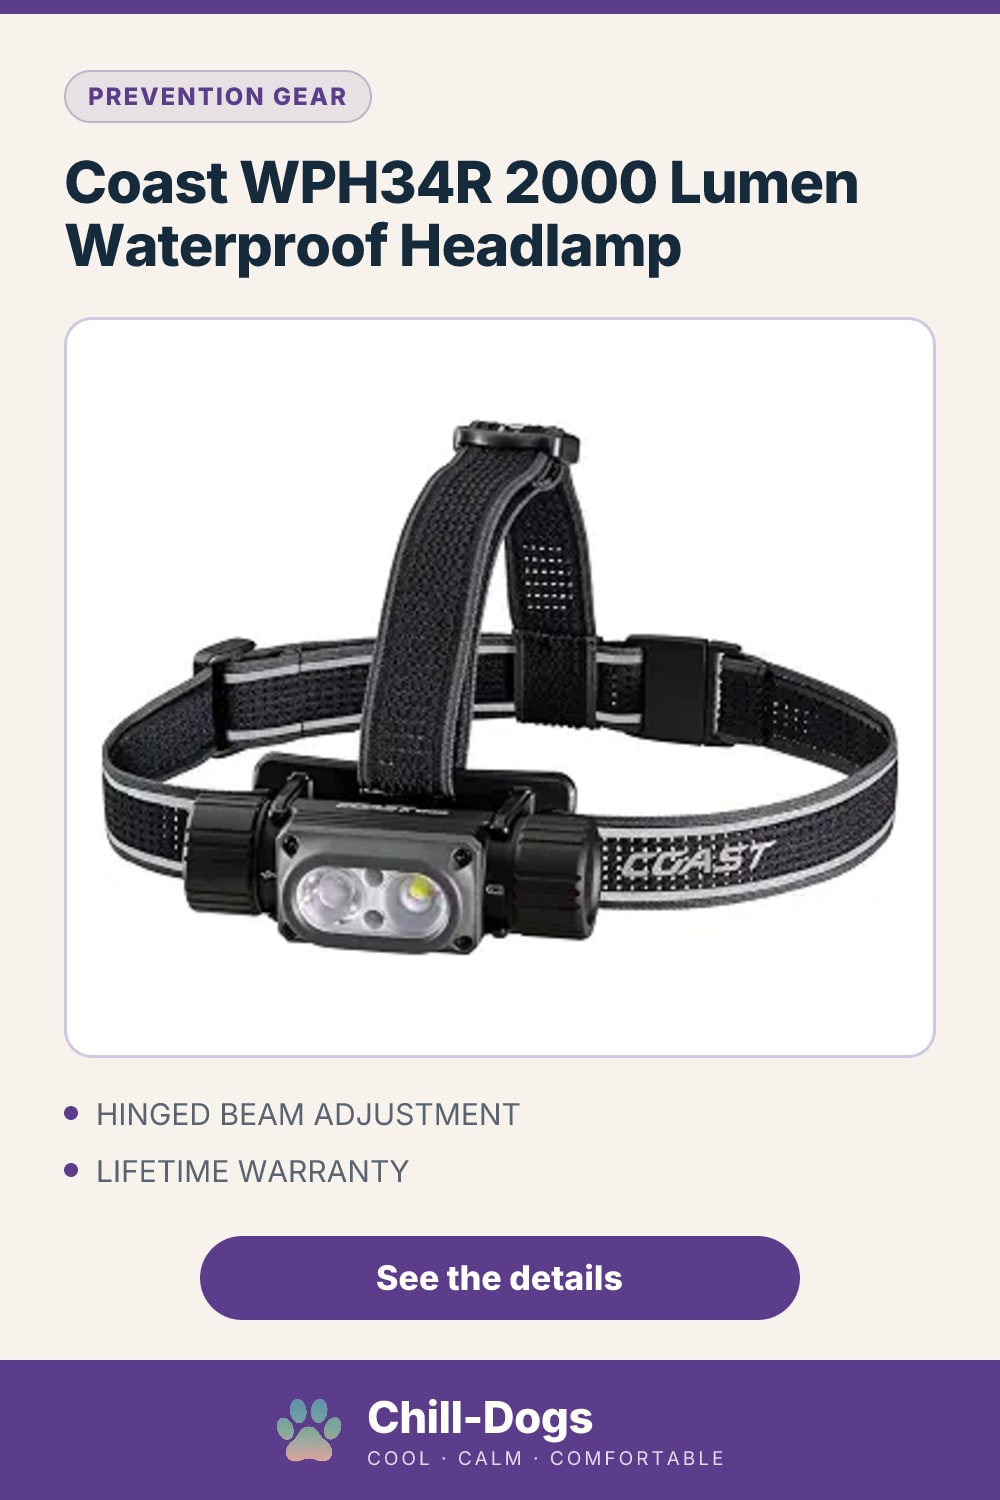 PREVENTION GEAR
Coast WPH34R 2000 Lumen
Waterproof Headlamp
COAST
HINGED BEAM ADJUSTMENT
LIFETIME WARRANTY
See the details
Chill-Dogs
COOL · CALM · COMFORTABLE